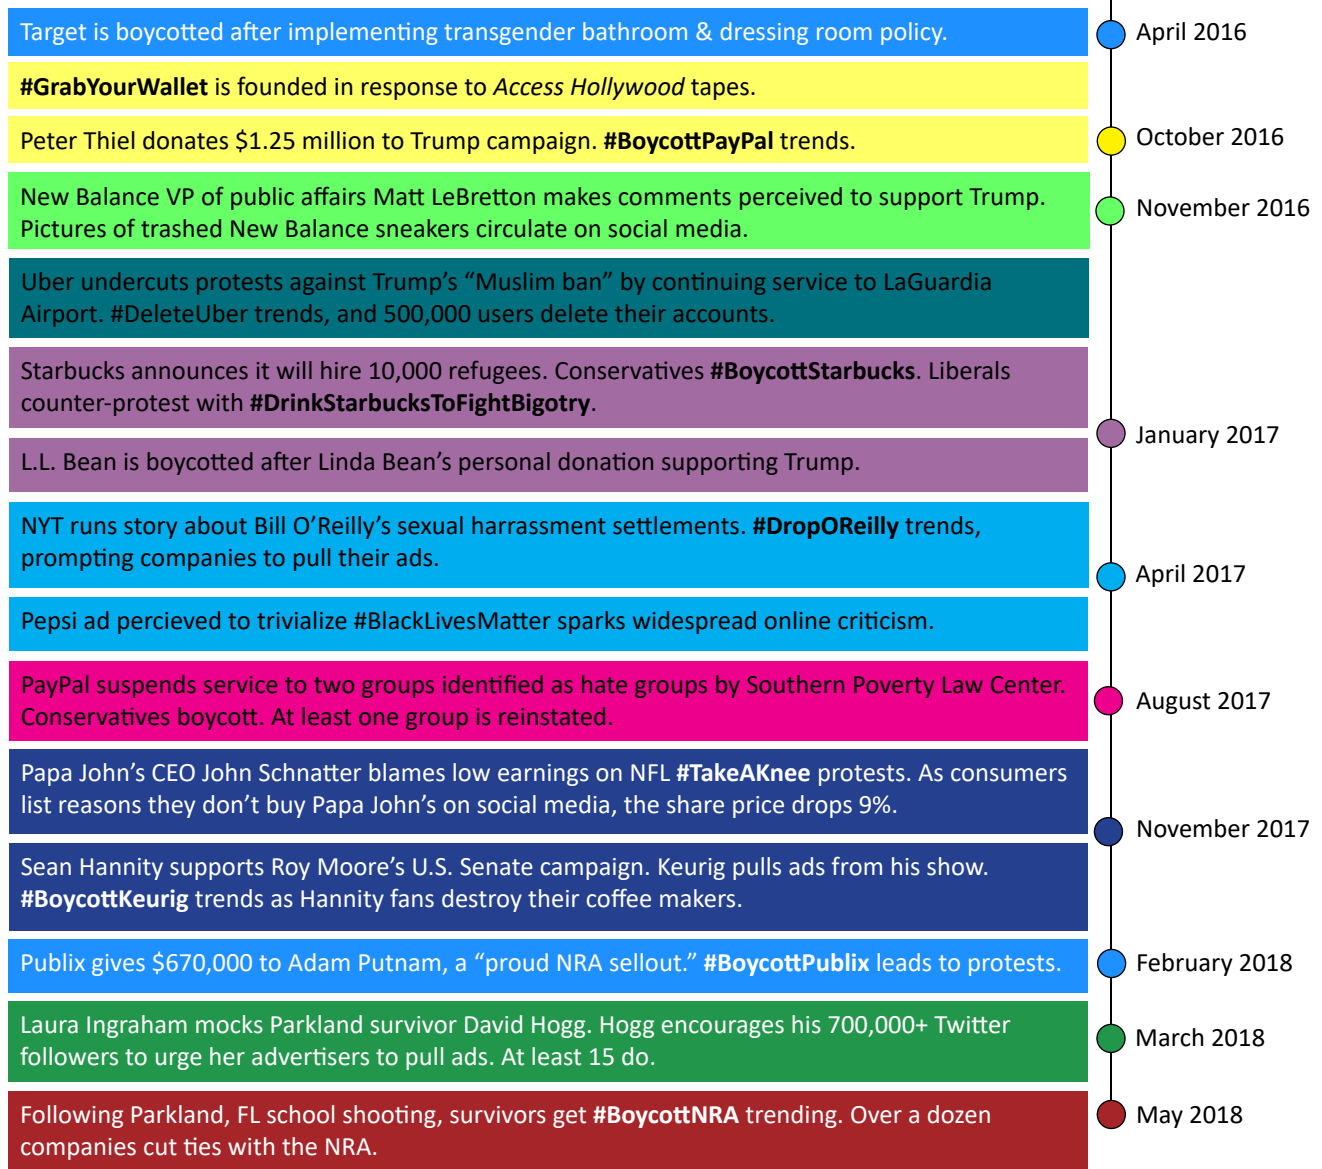 Target is boycotted after implementing transgender bathroom & dressing room policy.
April 2016
#GrabYourWallet is founded in response to Access Hollywood tapes.
Peter Thiel donates $1.25 million to Trump campaign. #BoycottPayPal trends.
October 2016
New Balance VP of public affairs Matt LeBretton makes comments perceived to support Trump.
Pictures of trashed New Balance sneakers circulate on social media.
November 2016
Uber undercuts protests against Trump's “Muslim ban” by continuing service to LaGuardia
Airport. #DeleteUber trends, and 500,000 users delete their accounts.
Starbucks announces it will hire 10,000 refugees. Conservatives #BoycottStarbucks. Liberals
counter-protest with #DrinkStarbucksToFightBigotry.
January 2017
L.L. Bean is boycotted after Linda Bean’s personal donation supporting Trump.
NYT runs story about Bill O’Reilly’s sexual harrassment settlements. #DropOReilly trends,
prompting companies to pull their ads.
April 2017
Pepsi ad percieved to trivialize #BlackLivesMatter sparks widespread online criticism.
PayPal suspends service to two groups identified as hate groups by Southern Poverty Law Center.
Conservatives boycott. At least one group is reinstated.
August 2017
Papa John’s CEO John Schnatter blames low earnings on NFL #TakeAKnee protests. As consumers
list reasons they don’t buy Papa John’s on social media, the share price drops 9%.
November 2017
Sean Hannity supports Roy Moore’s U.S. Senate campaign. Keurig pulls ads from his show.
#BoycottKeurig trends as Hannity fans destroy their coffee makers.
Publix gives $670,000 to Adam Putnam, a “proud NRA sellout.” #BoycottPublix leads to protests.
February 2018
Laura Ingraham mocks Parkland survivor David Hogg. Hogg encourages his 700,000+ Twitter
followers to urge her advertisers to pull ads. At least 15 do.
March 2018
Following Parkland, FL school shooting, survivors get #BoycottNRA trending. Over a dozen
companies cut ties with the NRA.
May 2018